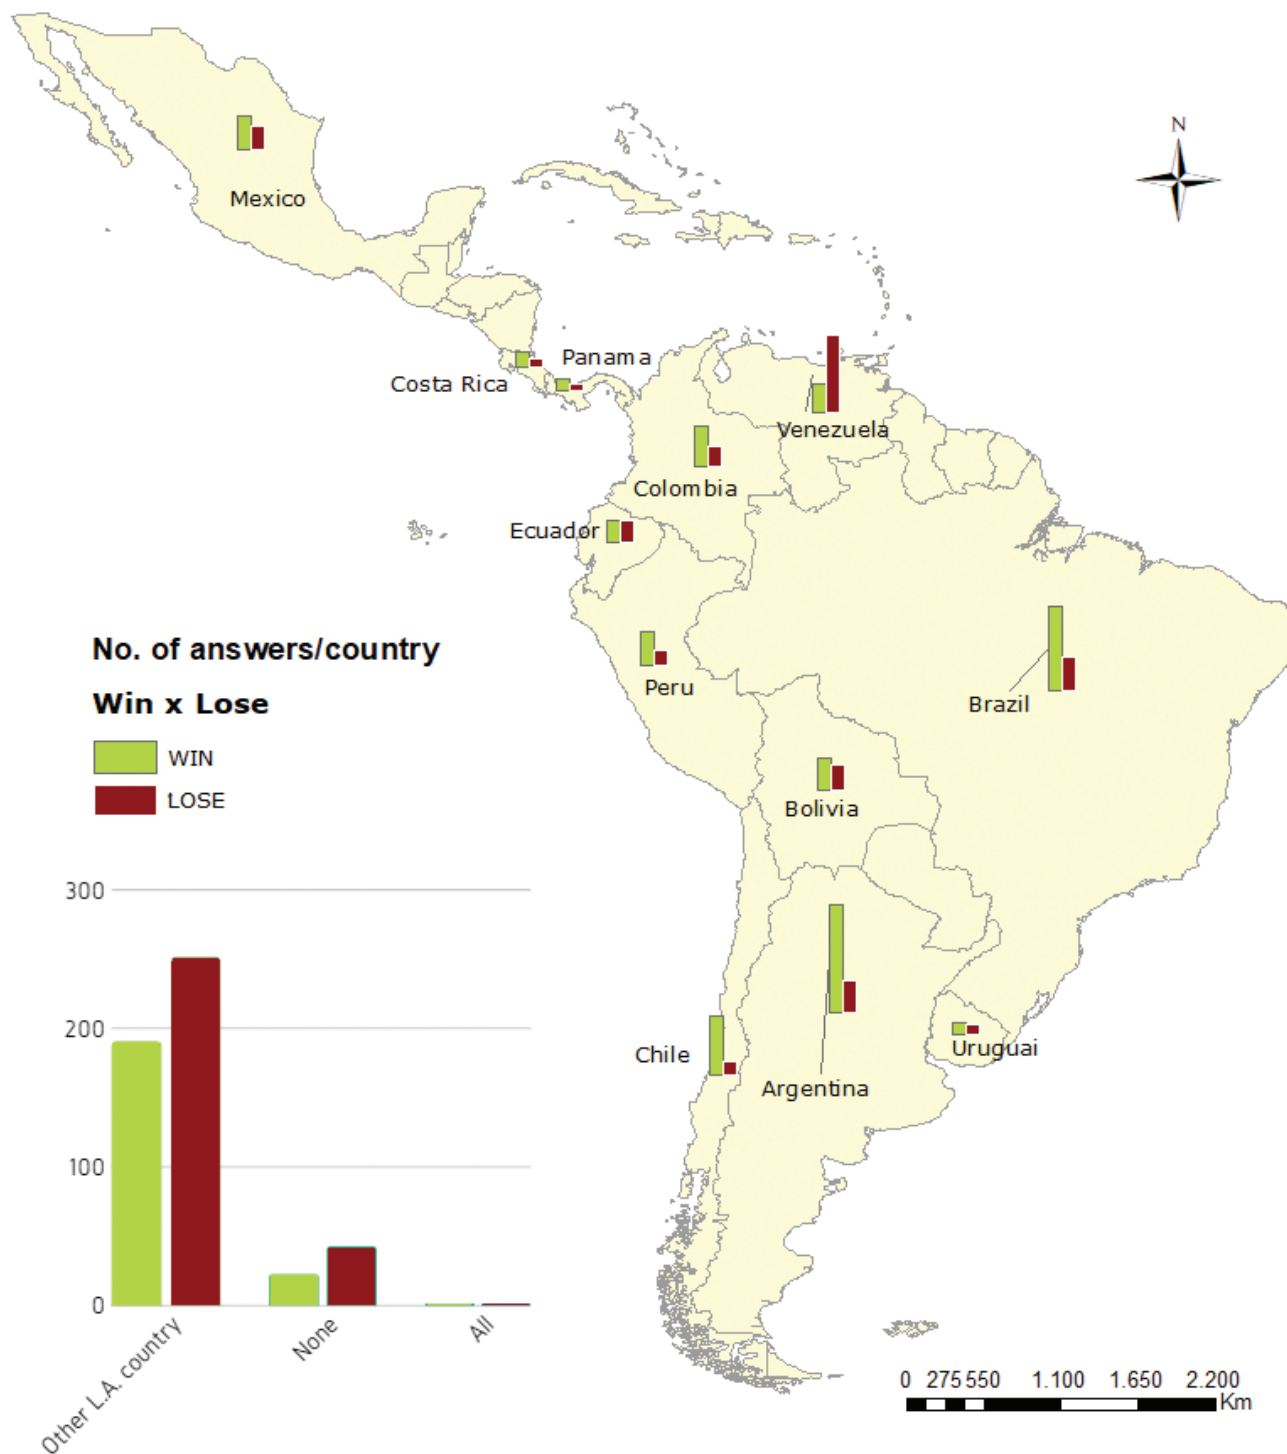 N
Mexico
Panama
Costa Rica
Venezuela
Colombia
Ecuador
No. of answers/country
Win x Lose
WIN
LOSE
Peru
Brazil
Bolivia
300
200
100
0
Other L.A. country
None
All
Chile
Uruguai
Argentina
0 275 550 1.100 1.650 2.200
Km